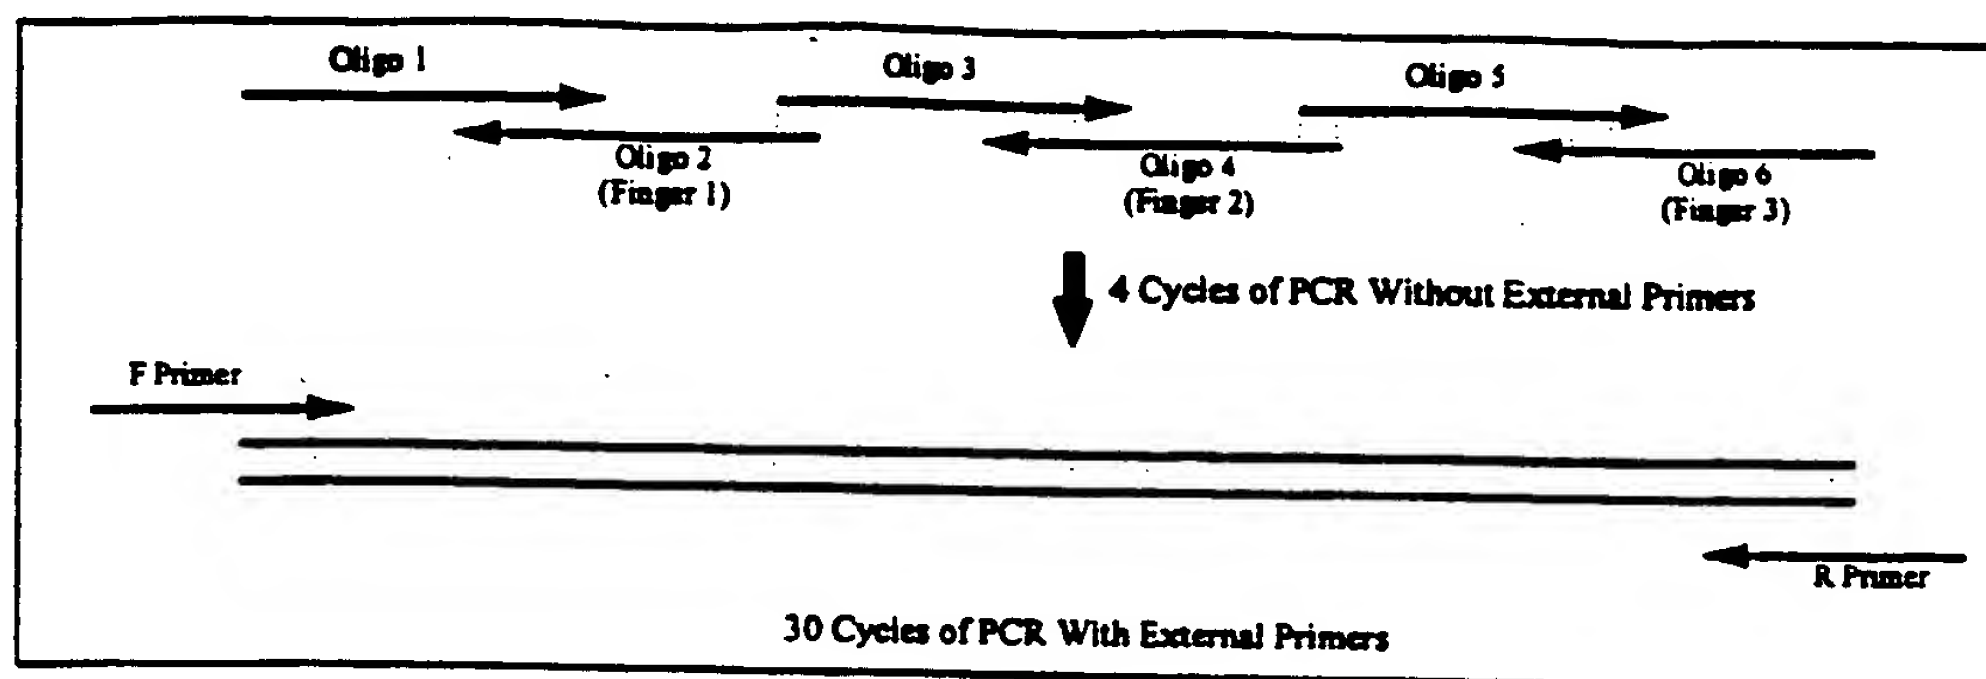 Oligo 1
Oligo 3
Oligo 5
Oligo 2
(Finger 1)
Oligo 4
(Finger 2)
Oligo 6
(Finger 3)
4 Cycles of PCR Without External Primers
F Primer
R Primer
30 Cycles of PCR With External Primers